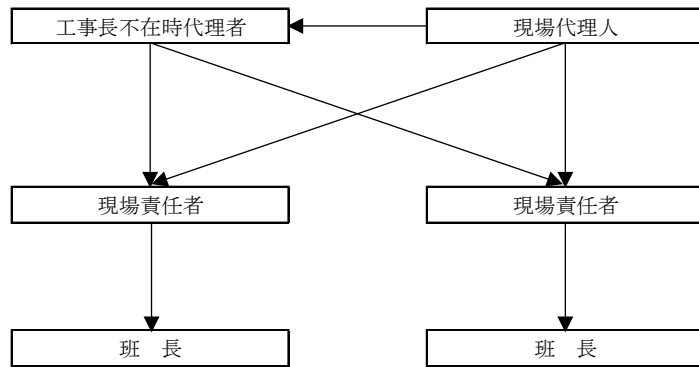 工事長不在時代理者
現場代理人
現場責任者
現場責任者
班　長
班　長